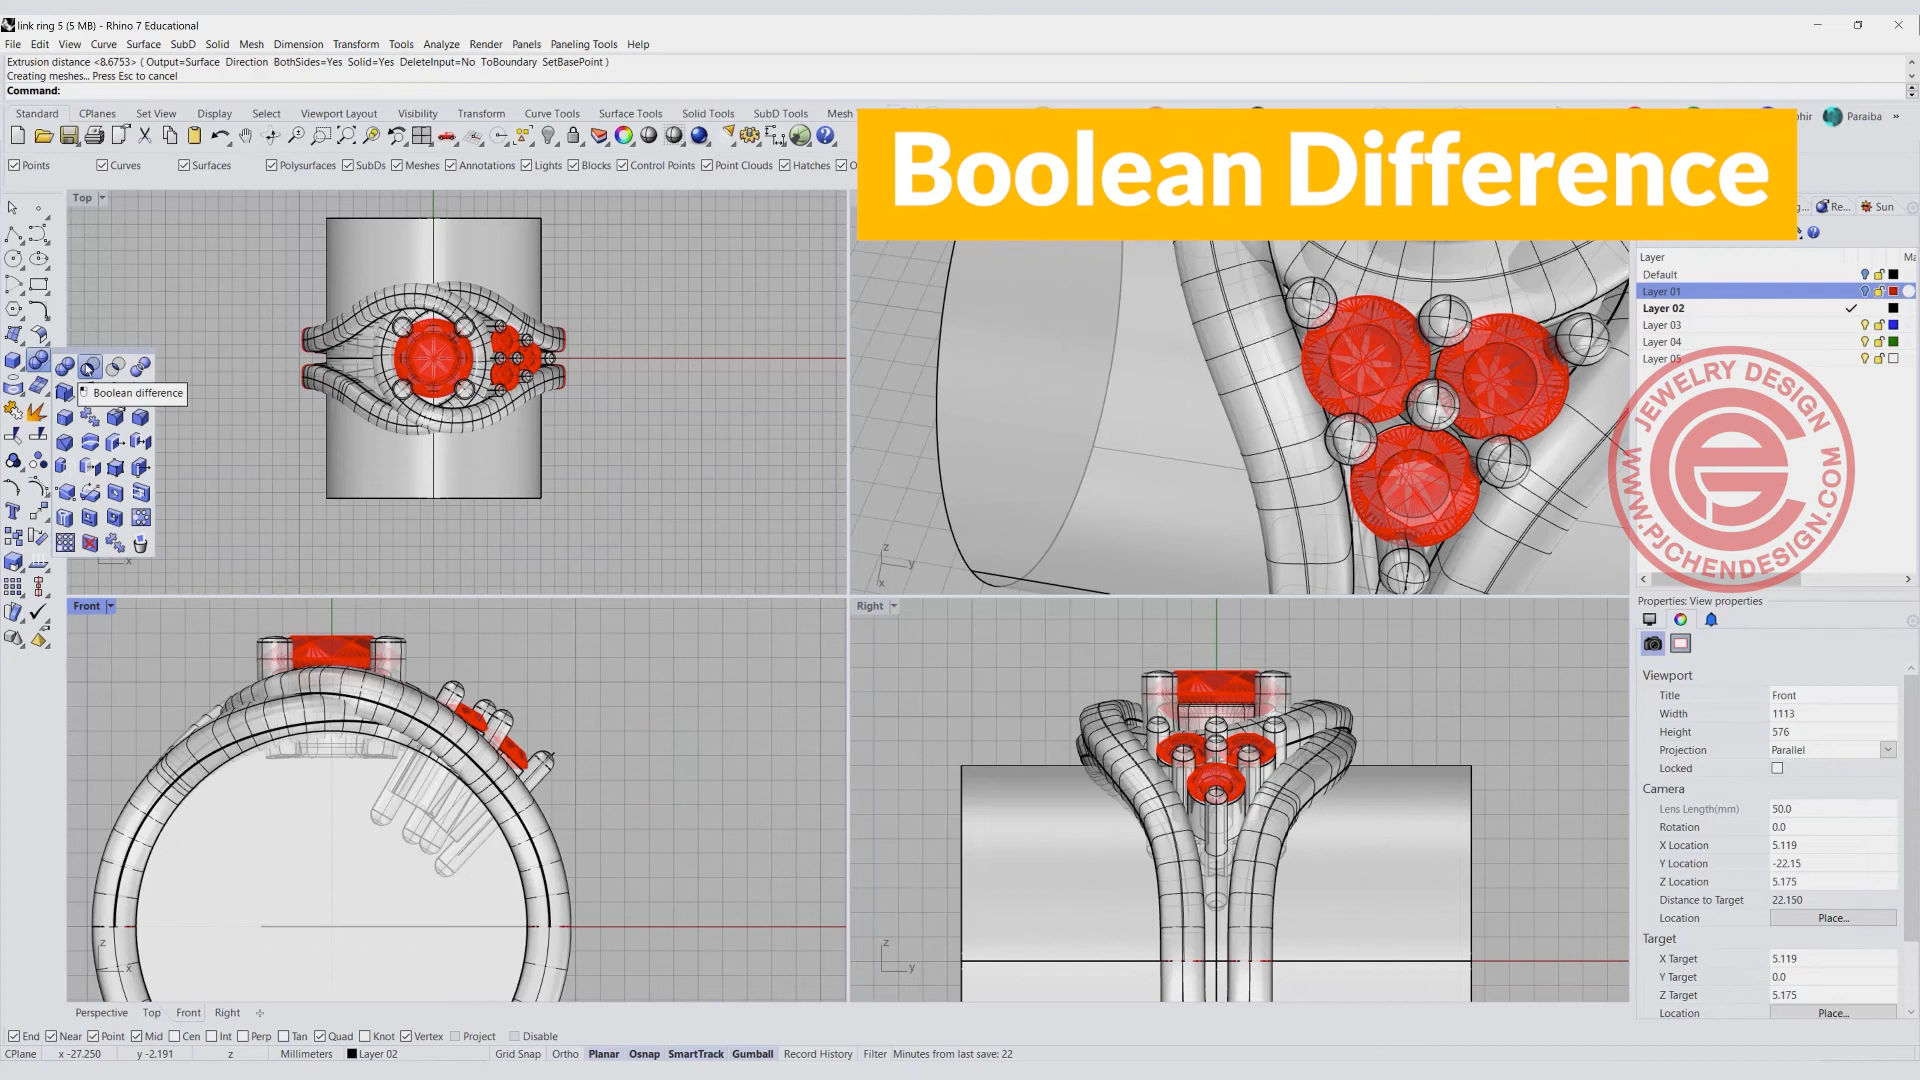 link ring 5 (5 MB) - Rhino 7 Educational
File Edit View Curve Surface SubD Solid Mesh Dimension Transform Tools Analyze Render Panels Paneling Tools Help
Extrusion distance <8.6753> ( Output=Surface Direction BothSides=Yes Solid=Yes DeleteInput=No ToBoundary SetBasePoint )
Creating meshes... Press Esc to cancel
Command:
Standard CPlanes Set View Display Select Viewport Layout Visibility Transform Curve Tools Surface Tools Solid Tools SubD Tools Mesh
Paraiba »
Boolean Difference
Points Curves Surfaces Polysurfaces SubDs Meshes Annotations Lights Blocks Control Points Point Clouds Hatches
Top
Re... Sun
Layer
Default
Layer 01
Layer 02
Layer 03
Layer 04
Layer 05
Boolean difference
JEWELRY DESIGN
WWW.PJCHENDESIGN.COM
z
y
x
x
Front
Right
Properties: View properties
Viewport
Title Front
Width 1113
Height 576
Projection Parallel
Locked
Camera
Lens Length(mm) 50.0
Rotation 0.0
X Location 5.119
Y Location -22.15
Z Location 5.175
Distance to Target 22.150
Location Place...
Target
X Target 5.119
Y Target 0.0
Z Target 5.175
Location Place...
z
x
z
y
Perspective Top Front Right
End Near Point Mid Cen Int Perp Tan Quad Knot Vertex Project Disable
CPlane x -27.250 y -2.191 z Millimeters Layer 02 Grid Snap Ortho Planar Osnap SmartTrack Gumball Record History Filter Minutes from last save: 22